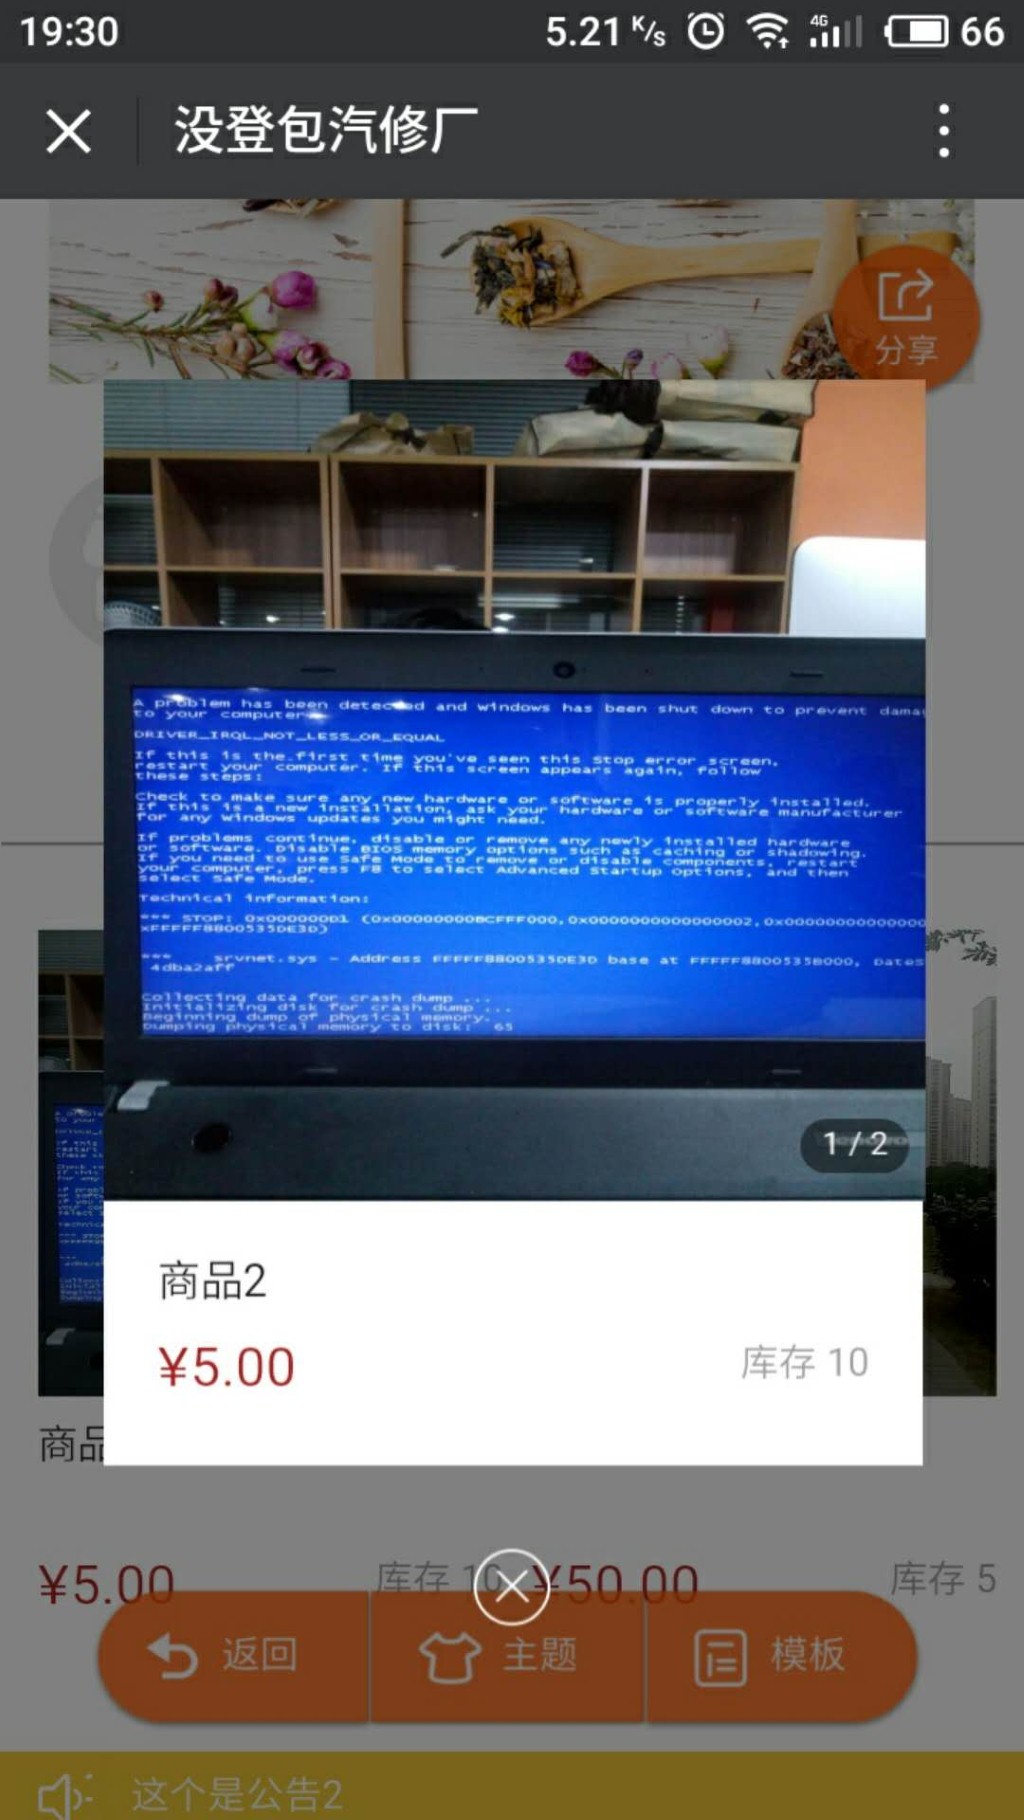 19:30
5.21 K/s
4G
66
没登包汽修厂
分享
A problem has been detected and windows has been shut down to prevent dama
to your computer
DRIVER_IRQL_NOT_LESS_OR_EQUAL
If this is the first time you've seen this stop error screen,
restart your computer. If this screen appears again, follow
these steps:
Check to make sure any new hardware or software is properly installed.
If this is a new installation, ask your hardware or software manufacturer
for any windows updates you might need.
If problems continue, disable or remove any newly installed hardware
or software. Disable BIOS memory options such as caching or shadowing.
If you need to use Safe Mode to remove or disable components, restart
your computer, press F8 to select Advanced Startup Options, and then
select Safe Mode.
Technical information:
*** STOP: 0x000000D1 (0x00000000BCFFF000,0x0000000000000002,0x000000000000
xFFFFF8800535DE3D)
*** srvnet.sys - Address FFFFF8800535DE3D base at FFFFF8800535B000, Dates
4dba2aff
Collecting data for crash dump ...
Initializing disk for crash dump ...
Beginning dump of physical memory.
Dumping physical memory to disk: 65
1/2
商品2
¥5.00
库存 10
商品
¥5.00
库存 10
¥50.00
库存 5
返回
主题
模板
这个是公告2